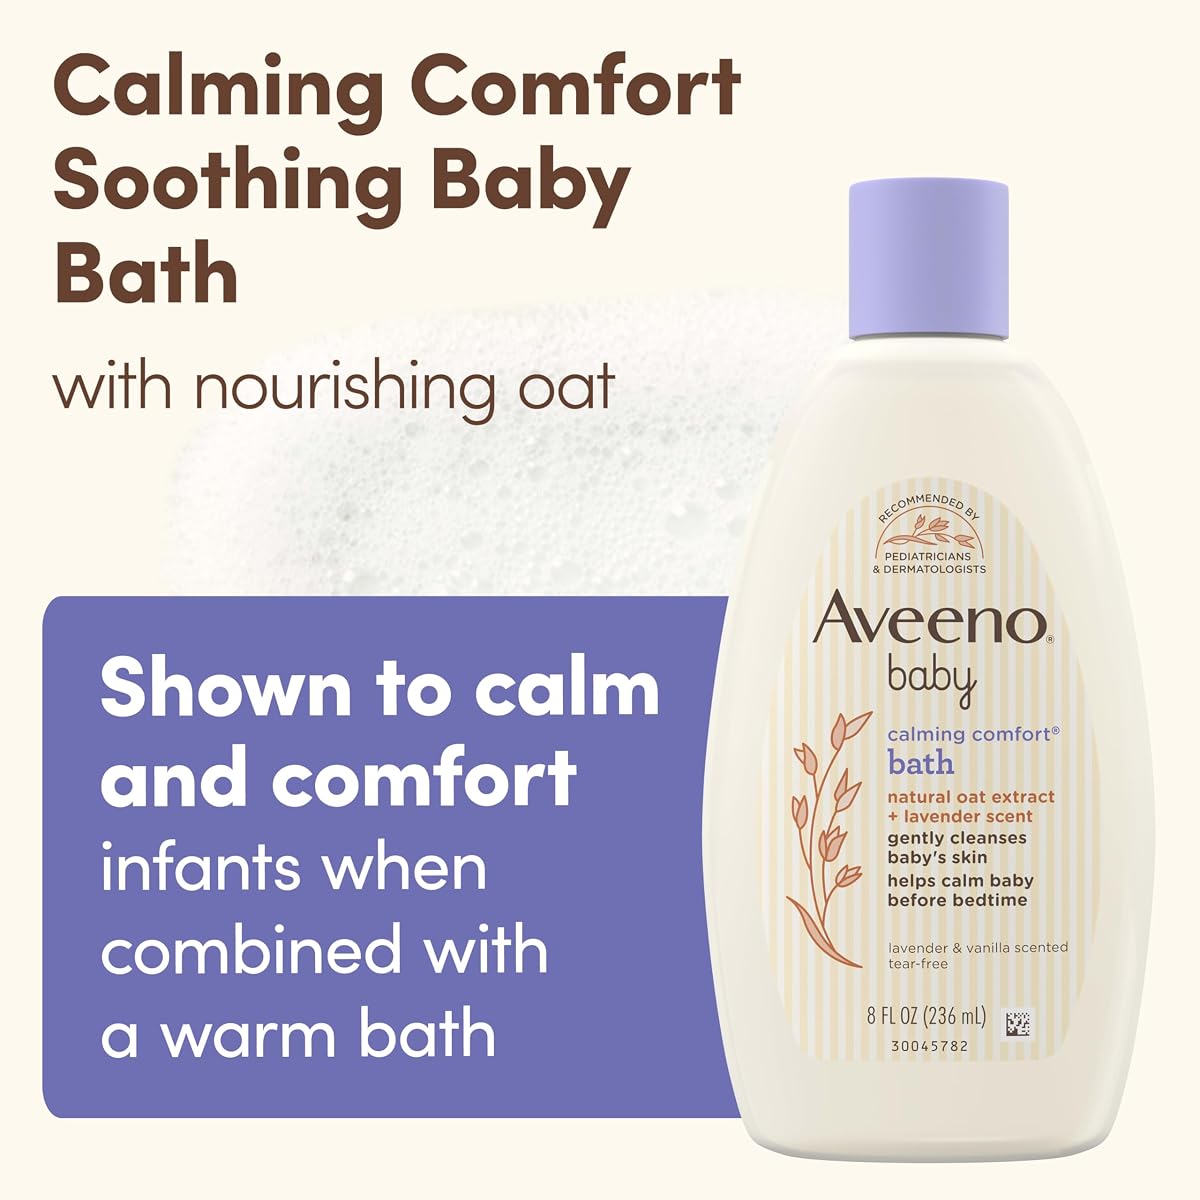 Calming Comfort
Soothing Baby
Bath
with nourishing oat
Shown to calm
and comfort
infants when
combined with
a warm bath
RECOMMENDED BY
PEDIATRICIANS
& DERMATOLOGISTS
Aveeno®
baby
calming comfort®
bath
natural oat extract
+ lavender scent
gently cleanses
baby's skin
helps calm baby
before bedtime
lavender & vanilla scented
tear-free
8 FL OZ (236 mL)
30045782